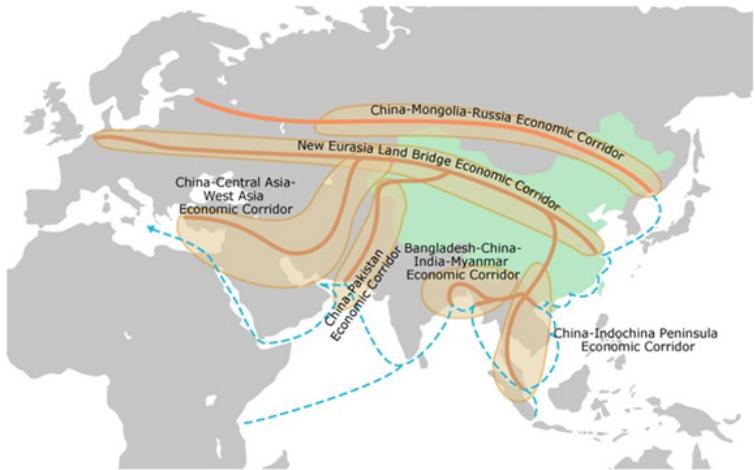 China-Mongolia-Russia Economic Corridor
New Eurasia Land Bridge Economic Corridor
China-Central Asia-
West Asia
Economic Corridor
China-Pakistan
Economic Corridor
Bangladesh-China-
India-Myanmar
Economic Corridor
China-Indochina Peninsula
Economic Corridor